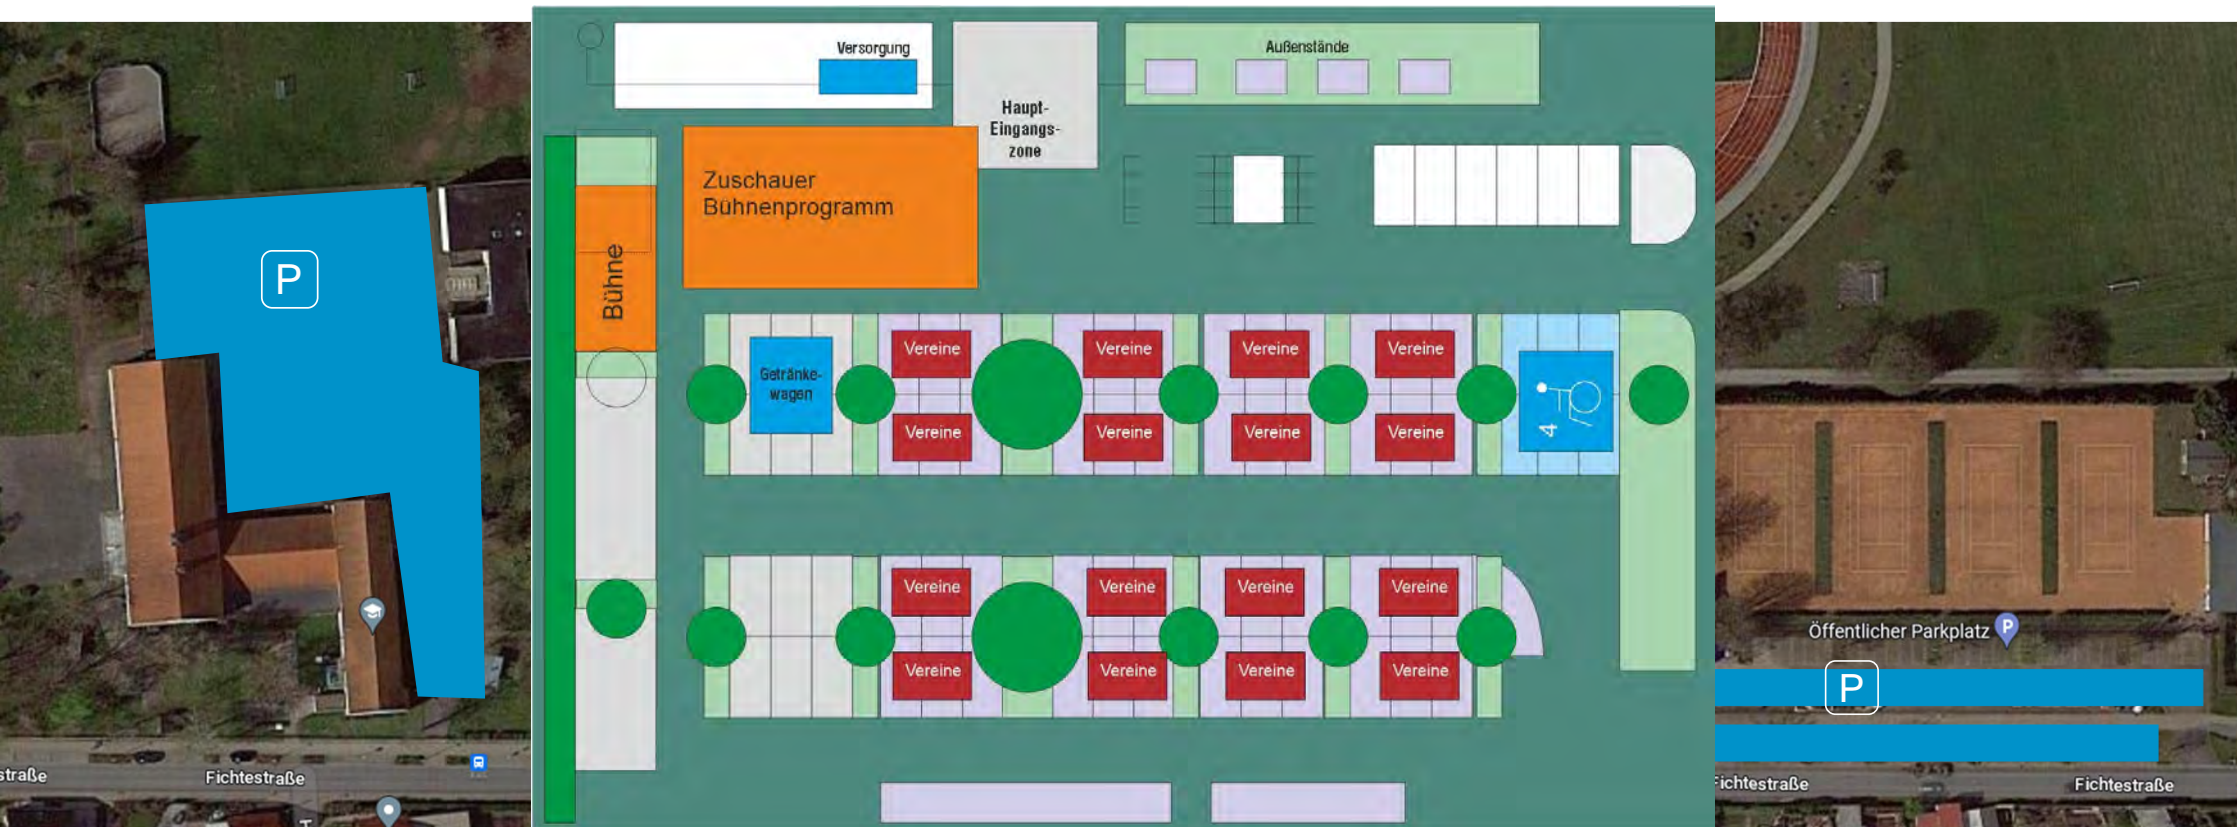 Versorgung
Außenstände
Haupt-
Eingangs-
zone
Zuschauer
Bühnenprogramm
P
Bühne
Getränke-
wagen
Vereine
Vereine
Vereine
Vereine
Vereine
Vereine
Vereine
Vereine
4
Vereine
Vereine
Vereine
Vereine
Vereine
Vereine
Vereine
Vereine
Öffentlicher Parkplatz P
P
straße
Fichtestraße
ichtestraße
Fichtestraße